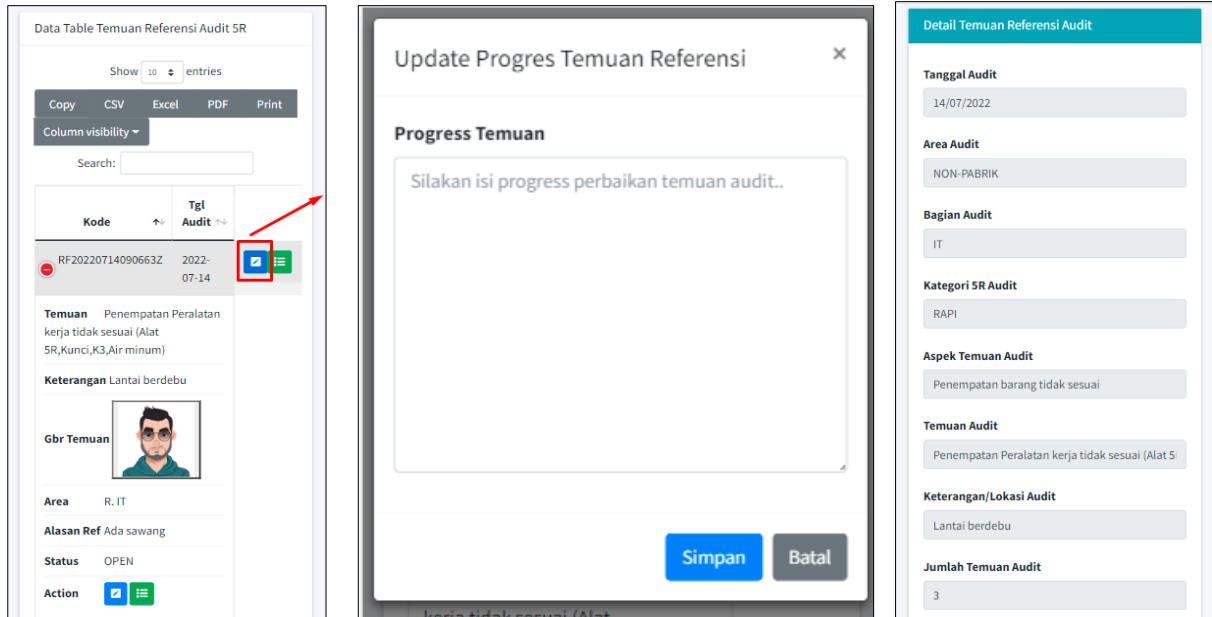 Data Table Temuan Referensi Audit 5R
Show 10 entries
Copy CSV Excel PDF Print
Column visibility
Search:
Kode Tgl
Audit
RF20220714090663Z 2022-
07-14
Temuan Penempatan Peralatan
kerja tidak sesuai (Alat
5R,Kunci,K3,Air minum)
Keterangan Lantai berdebu
Gbr Temuan
Area R. IT
Alasan Ref Ada sawang
Status OPEN
Action
Update Progres Temuan Referensi ×
Progress Temuan
Silakan isi progress perbaikan temuan audit..
Simpan Batal
kerja tidak sesuai (Alat
Detail Temuan Referensi Audit
Tanggal Audit
14/07/2022
Area Audit
NON-PABRIK
Bagian Audit
IT
Kategori 5R Audit
RAPI
Aspek Temuan Audit
Penempatan barang tidak sesuai
Temuan Audit
Penempatan Peralatan kerja tidak sesuai (Alat 5
Keterangan/Lokasi Audit
Lantai berdebu
Jumlah Temuan Audit
3